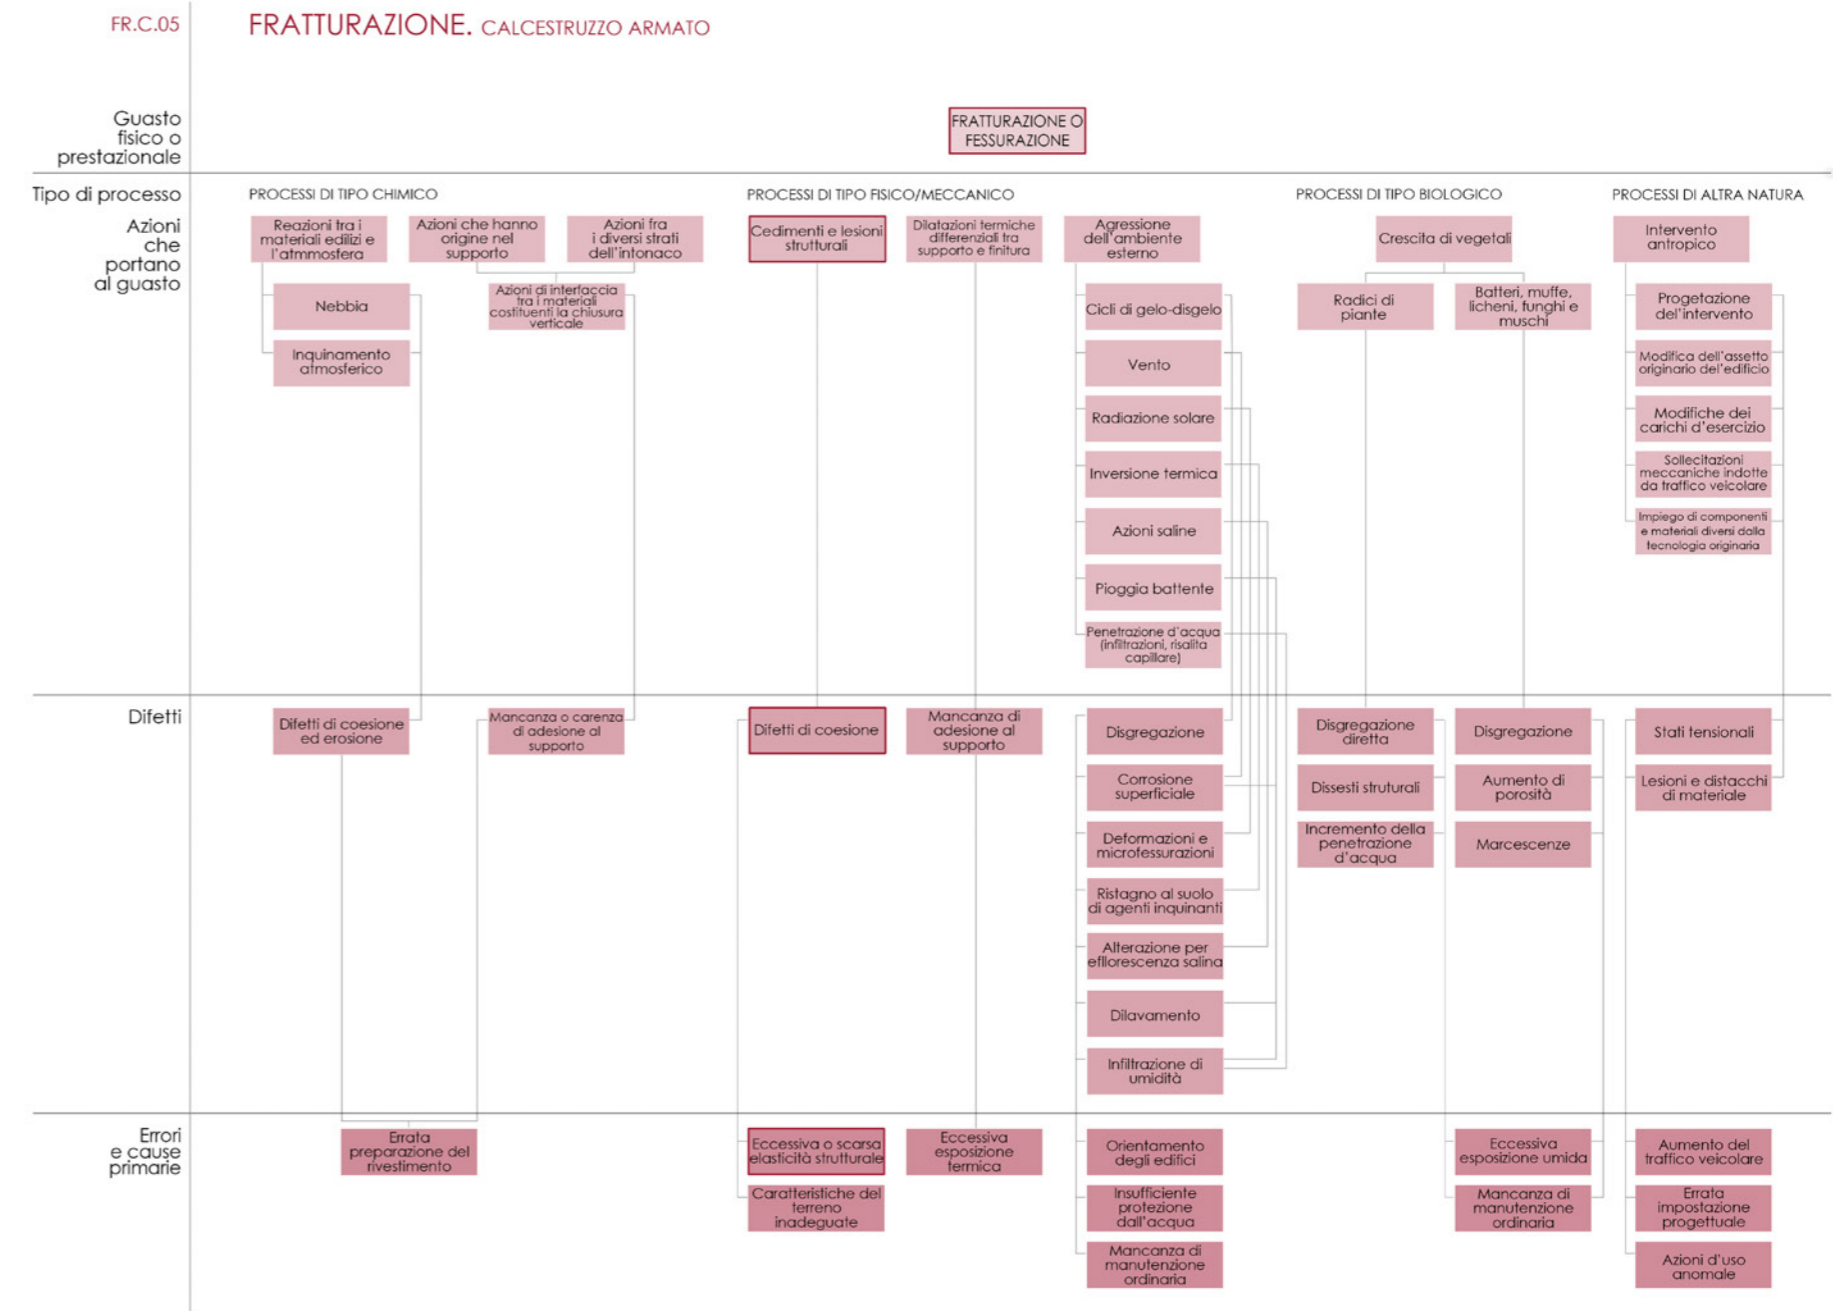 FR.C.05
FRATTURAZIONE. CALCESTRUZZO ARMATO
Guasto
fisico o
prestazionale
FRATTURAZIONE O
FESSURAZIONE
Tipo di processo
PROCESSI DI TIPO CHIMICO
PROCESSI DI TIPO FISICO/MECCANICO
PROCESSI DI TIPO BIOLOGICO
PROCESSI DI ALTRA NATURA
Azioni
che
portano
al guasto
Reazioni tra i
materiali edilizi e
l'atmmosfera
Azioni che hanno
origine nel
supporto
Azioni fra
i diversi strati
dell'intonaco
Nebbia
Inquinamento
atmosferico
Azioni di interfaccia
tra i materiali
costituenti la chiusura
verticale
Cedimenti e lesioni
strutturali
Dilatazioni termiche
differenziali tra
supporto e finitura
Agressione
dell'ambiente
esterno
Cicli di gelo-disgelo
Vento
Radiazione solare
Inversione termica
Azioni saline
Pioggia battente
Penetrazione d'acqua
(infiltrazioni, risalita
capillare)
Crescita di vegetali
Radici di
piante
Batteri, muffe,
licheni, funghi e
muschi
Intervento
antropico
Progetazione
del'intervento
Modifica dell'assetto
originario del'edificio
Modifiche dei
carichi d'esercizio
Sollecitazioni
meccaniche indotte
da traffico veicolare
Impiego di componenti
e materiali diversi dalla
tecnologia originaria
Difetti
Difetti di coesione
ed erosione
Mancanza o carenza
di adesione al
supporto
Difetti di coesione
Mancanza di
adesione al
supporto
Disgregazione
Corrosione
superficiale
Deformazioni e
microfessurazioni
Ristagno al suolo
di agenti inquinanti
Alterazione per
efllorescenza salina
Dilavamento
Infiltrazione di
umidità
Disgregazione
diretta
Dissesti struturali
Incremento della
penetrazione
d'acqua
Disgregazione
Aumento di
porosità
Marcescenze
Stati tensionali
Lesioni e distacchi
di materiale
Errori
e cause
primarie
Errata
preparazione del
rivestimento
Eccessiva o scarsa
elasticità strutturale
Caratteristiche del
terreno
inadeguate
Eccessiva
esposizione
termica
Orientamento
degli edifici
Insufficiente
protezione
dall'acqua
Mancanza di
manutenzione
ordinaria
Eccessiva
esposizione umida
Mancanza di
manutenzione
ordinaria
Aumento del
traffico veicolare
Errata
impostazione
progettuale
Azioni d'uso
anomale